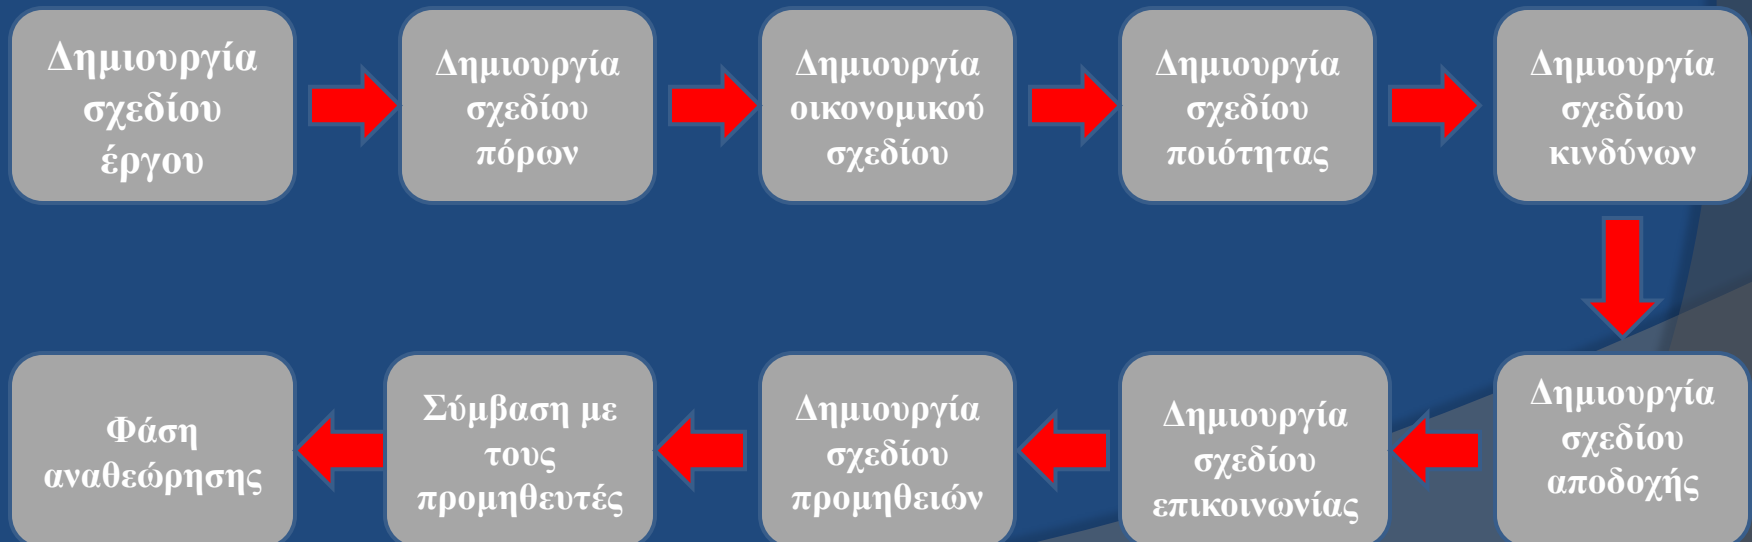 Δημιουργία
σχεδίου
έργου
Δημιουργία
σχεδίου
πόρων
Δημιουργία
οικονομικού
σχεδίου
Δημιουργία
σχεδίου
ποιότητας
Δημιουργία
σχεδίου
κινδύνων
Δημιουργία
σχεδίου
αποδοχής
Δημιουργία
σχεδίου
επικοινωνίας
Δημιουργία
σχεδίου
προμηθειών
Σύμβαση με
τους
προμηθευτές
Φάση
αναθεώρησης